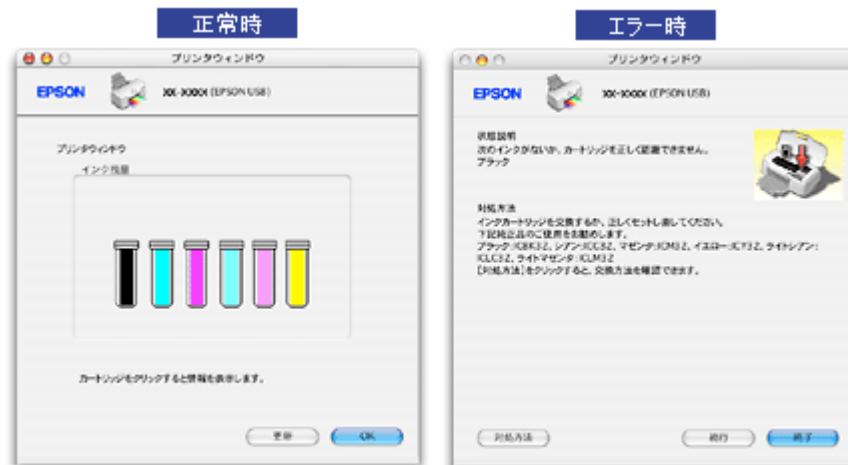 正常時
プリンタウィンドウ
EPSON
XX-XXXX (EPSON USB)
プリンタウィンドウ
インク残量
カートリッジをクリックすると情報を表示します。
更新
OK
エラー時
プリンタウィンドウ
EPSON
XX-XXXX (EPSON USB)
状態説明
次のインクがないか、カートリッジを正しく認識できません。
ブラック
対処方法
インクカートリッジを交換するか、正しくセットし直してください。
下記純正品のご使用をお勧めします。
ブラック:ICBK32, シアン:ICC32, マゼンタ:ICM32, イエロー:ICY32, ライトシアン:
ICLC32, ライトマゼンタ:ICLM32
[対処方法]をクリックすると、交換方法を確認できます。
対処方法
続行
終了